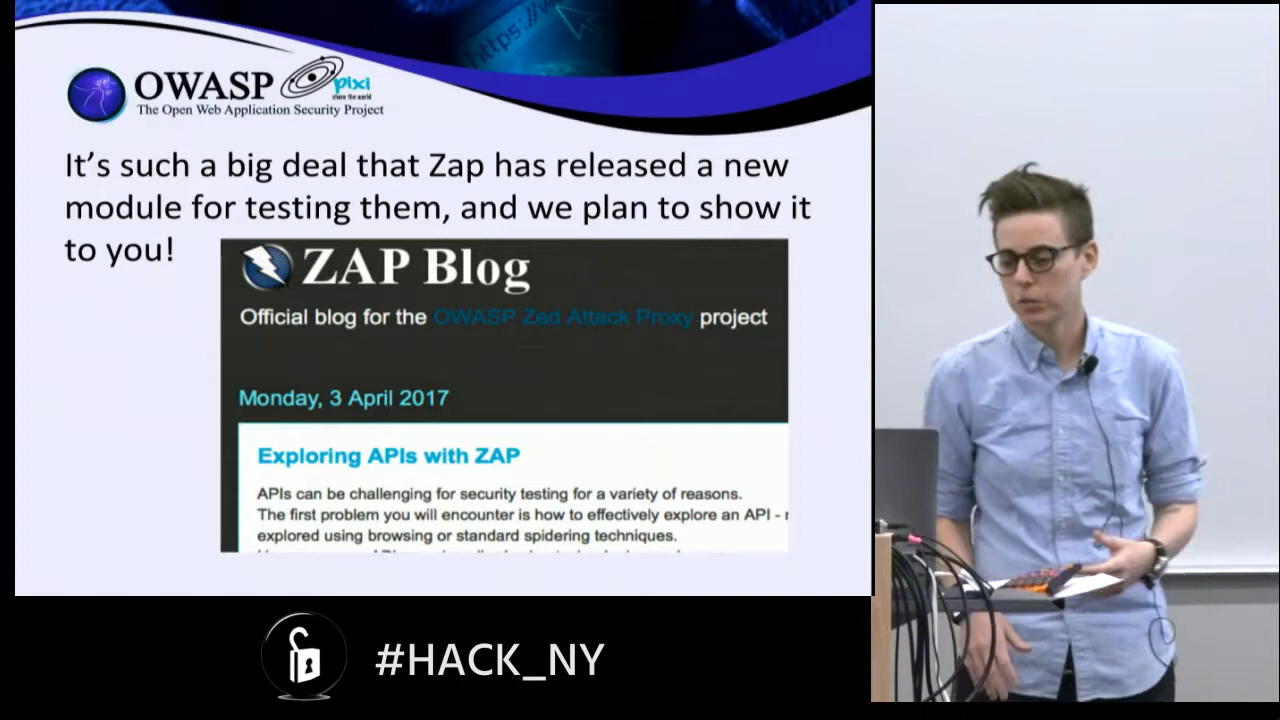 https://w
OWASP
pixi
share the world
The Open Web Application Security Project
It's such a big deal that Zap has released a new
module for testing them, and we plan to show it
to you!
ZAP Blog
Official blog for the OWASP Zed Attack Proxy project
Monday, 3 April 2017
Exploring APIs with ZAP
APIs can be challenging for security testing for a variety of reasons.
The first problem you will encounter is how to effectively explore an API -
explored using browsing or standard spidering techniques.
#HACK_NY